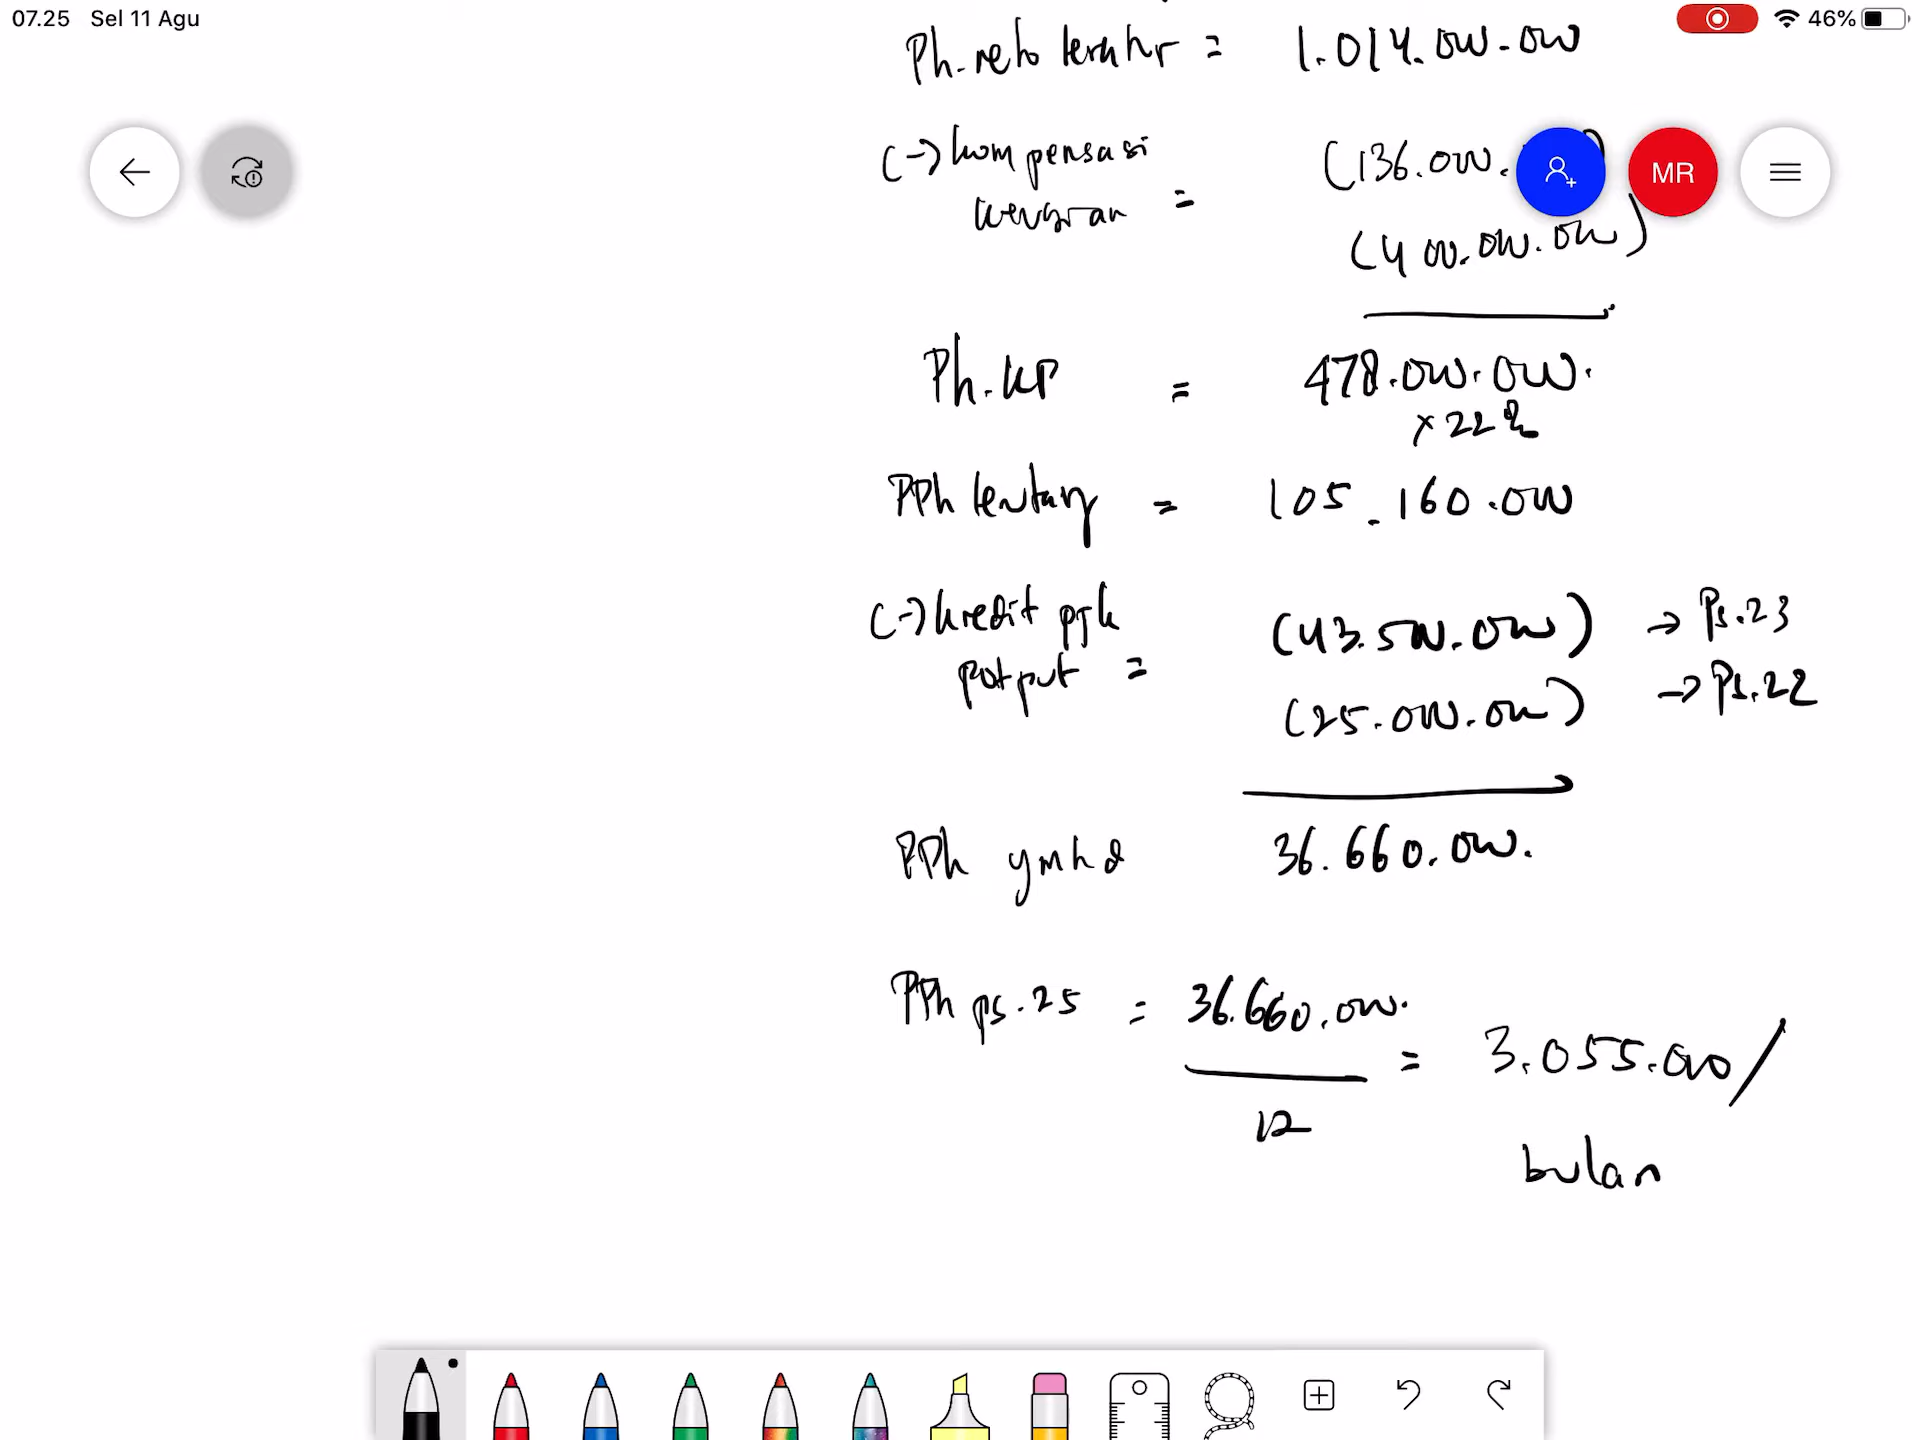 07.25 Sel 11 Agu 46%
Ph. neto teratur = 1.014.000.000
(-) kompensasi (136.000.
kerugian =
MR
(400.000.000)
Ph. KP = 478.000.000.
x 22%
PPh terutang = 105.160.000
(-) kredit pjk (43.500.000) → Ps.23
potput = (25.000.000) → Ps.22
PPh ymhd 36.660.000.
PPh ps.25 = 36.660.000. = 3.055.000/
12
bulan